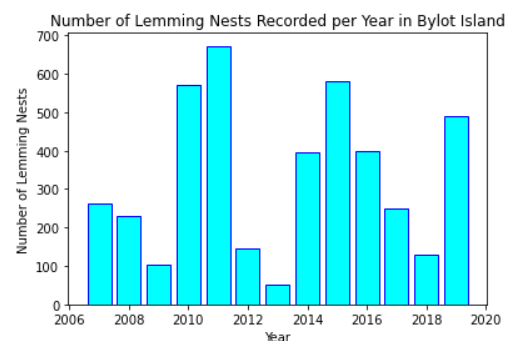 Number of Lemming Nests Recorded per Year in Bylot Island
700
600
500
400
300
200
100
0
Number of Lemming Nests
2006 2008 2010 2012 2014 2016 2018 2020
Year